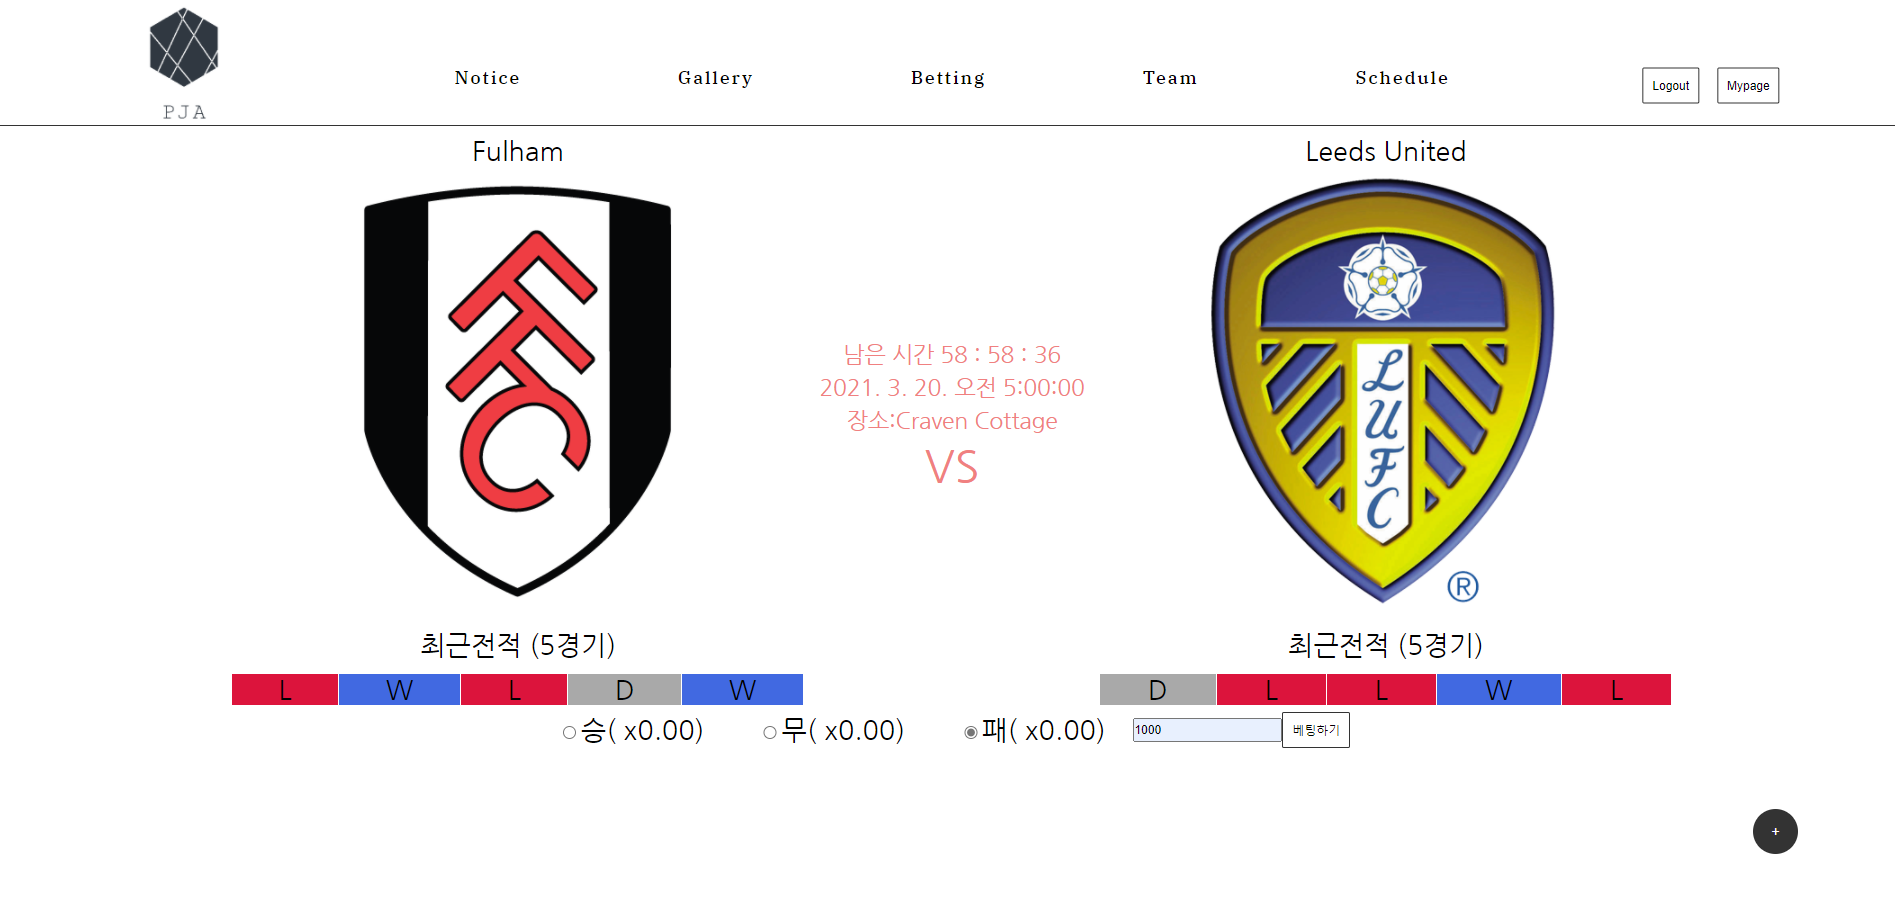 PJA
Notice Gallery Betting Team Schedule
Logout Mypage
Fulham
FFC
최근전적 (5경기)
L W L D W
남은 시간 58 : 58 : 36
2021. 3. 20. 오전 5:00:00
장소:Craven Cottage
VS
Leeds United
LUFC
®
최근전적 (5경기)
D L L W L
승( x0.00) 무( x0.00) 패( x0.00) 1000 베팅하기
+